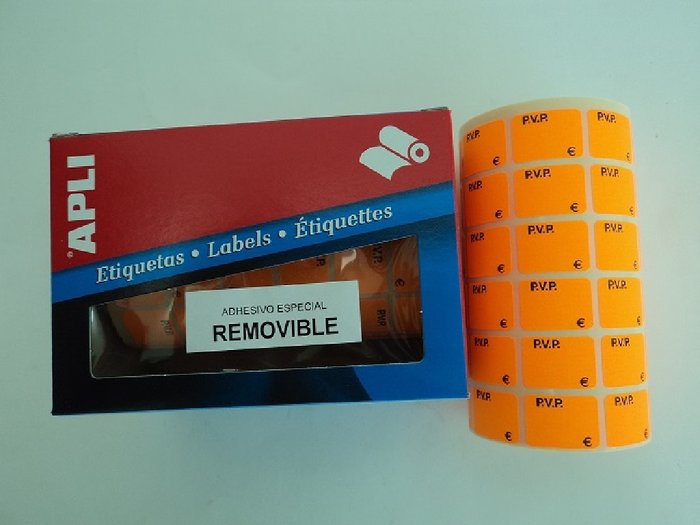 ®APLI
Etiquetas • Labels • Étiquettes
ADHESIVO ESPECIAL
REMOVIBLE
P.V.P.
€
P.V.P.
P.V.P. P.V.P. P.V.P.
€ € €
P.V.P. P.V.P. P.V.P.
€ € €
P.V.P. P.V.P. P.V.P.
€ € €
P.V.P. P.V.P. P.V.P.
€ € €
P.V.P. P.V.P. P.V.P.
€ € €
P.V.P. P.V.P. P.V.P.
€ € €